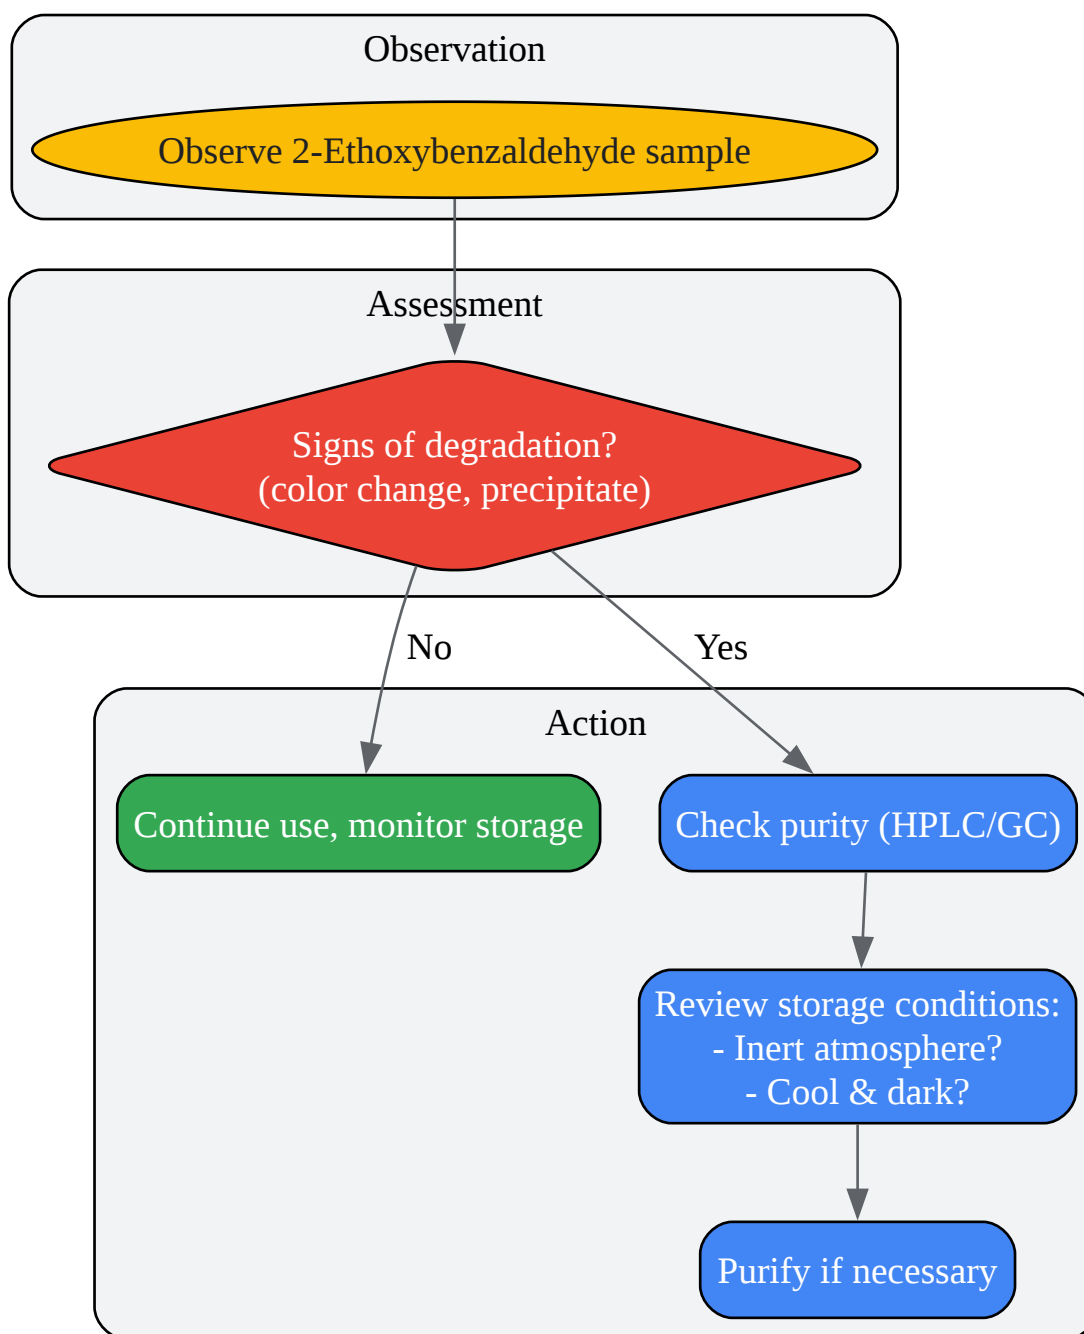 Observation
Observe 2-Ethoxybenzaldehyde sample
Assessment
Signs of degradation?
(color change, precipitate)
No
Yes
Action
Continue use, monitor storage
Check purity (HPLC/GC)
Review storage conditions:
- Inert atmosphere?
- Cool & dark?
Purify if necessary